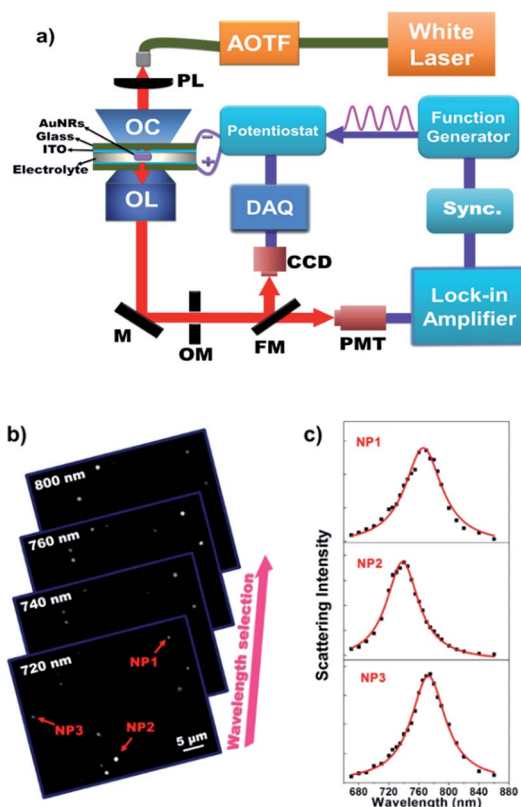 a)
AOTF
White
Laser
PL
OC
AuNRs
Glass
ITO
Electrolyte
−
+
Potentiostat
Function
Generator
OL
DAQ
Sync.
CCD
Lock-in
Amplifier
M
OM
FM
PMT
b)
800 nm
760 nm
740 nm
720 nm
NP1
NP3
NP2
5 µm
Wavelength selection
c)
NP1
NP2
NP3
Scattering Intensity
680 720 760 800 840 880
Wavelength (nm)